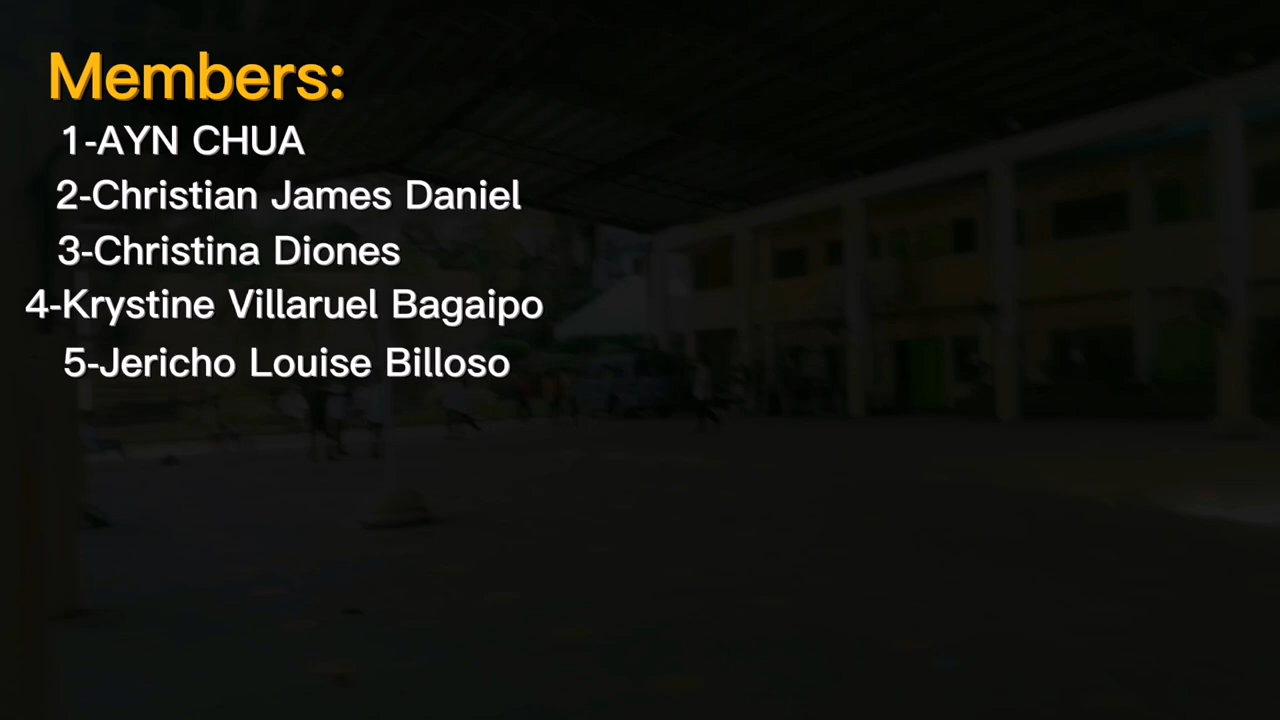 Members:
1-AYN CHUA
2-Christian James Daniel
3-Christina Diones
4-Krystine Villaruel Bagaipo
5-Jericho Louise Billoso